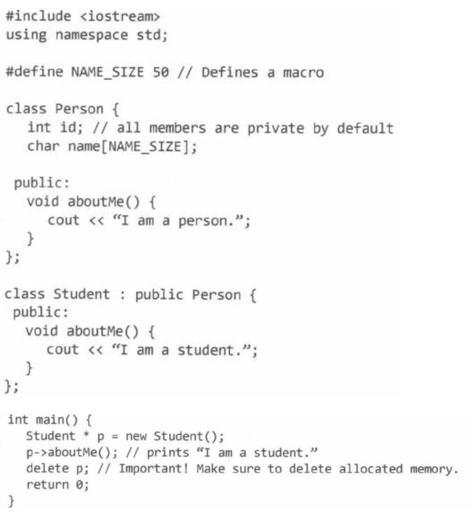 #include <iostream>
using namespace std;
#define NAME_SIZE 50 // Defines a macro
class Person {
int id; // all members are private by default
char name[NAME_SIZE];
public:
void aboutMe() {
cout << “I am a person.”;
}
};
class Student : public Person {
public:
void aboutMe() {
cout << “I am a student.”;
}
};
int main() {
Student * p = new Student();
p->aboutMe(); // prints “I am a student.”
delete p; // Important! Make sure to delete allocated memory.
return 0;
}